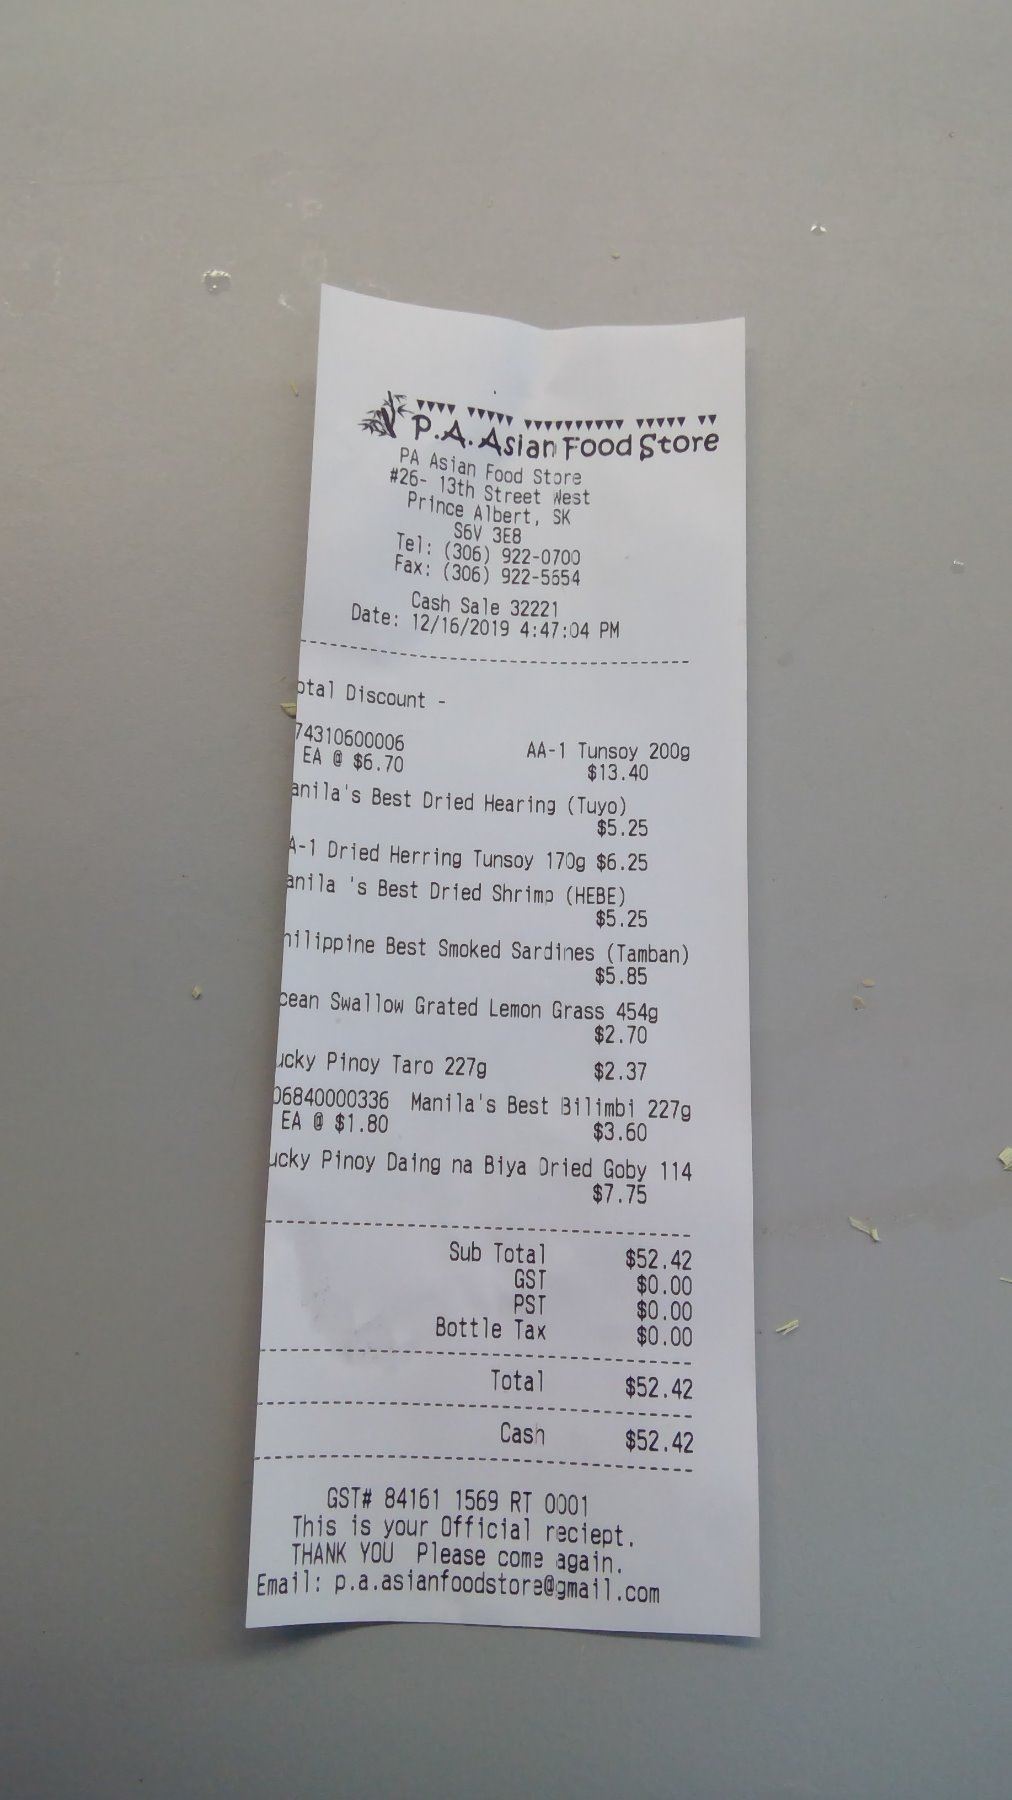 P.A. Asian Food Store
PA Asian Food Store
#26- 13th Street West
Prince Albert, SK
S6V 3E8
Tel: (306) 922-0700
Fax: (306) 922-5654
Cash Sale 32221
Date: 12/16/2019 4:47:04 PM
otal Discount -
74310600006 AA-1 Tunsoy 200g
EA @ $6.70 $13.40
anila's Best Dried Hearing (Tuyo)
$5.25
A-1 Dried Herring Tunsoy 170g $6.25
anila 's Best Dried Shrimp (HEBE)
$5.25
hilippine Best Smoked Sardines (Tamban)
$5.85
cean Swallow Grated Lemon Grass 454g
$2.70
ucky Pinoy Taro 227g $2.37
06840000336 Manila's Best Bilimbi 227g
EA @ $1.80 $3.60
ucky Pinoy Daing na Biya Dried Goby 114
$7.75
Sub Total $52.42
GST $0.00
PST $0.00
Bottle Tax $0.00
Total $52.42
Cash $52.42
GST# 84161 1569 RT 0001
This is your Official reciept.
THANK YOU Please come again.
Email: p.a.asianfoodstore@gmail.com